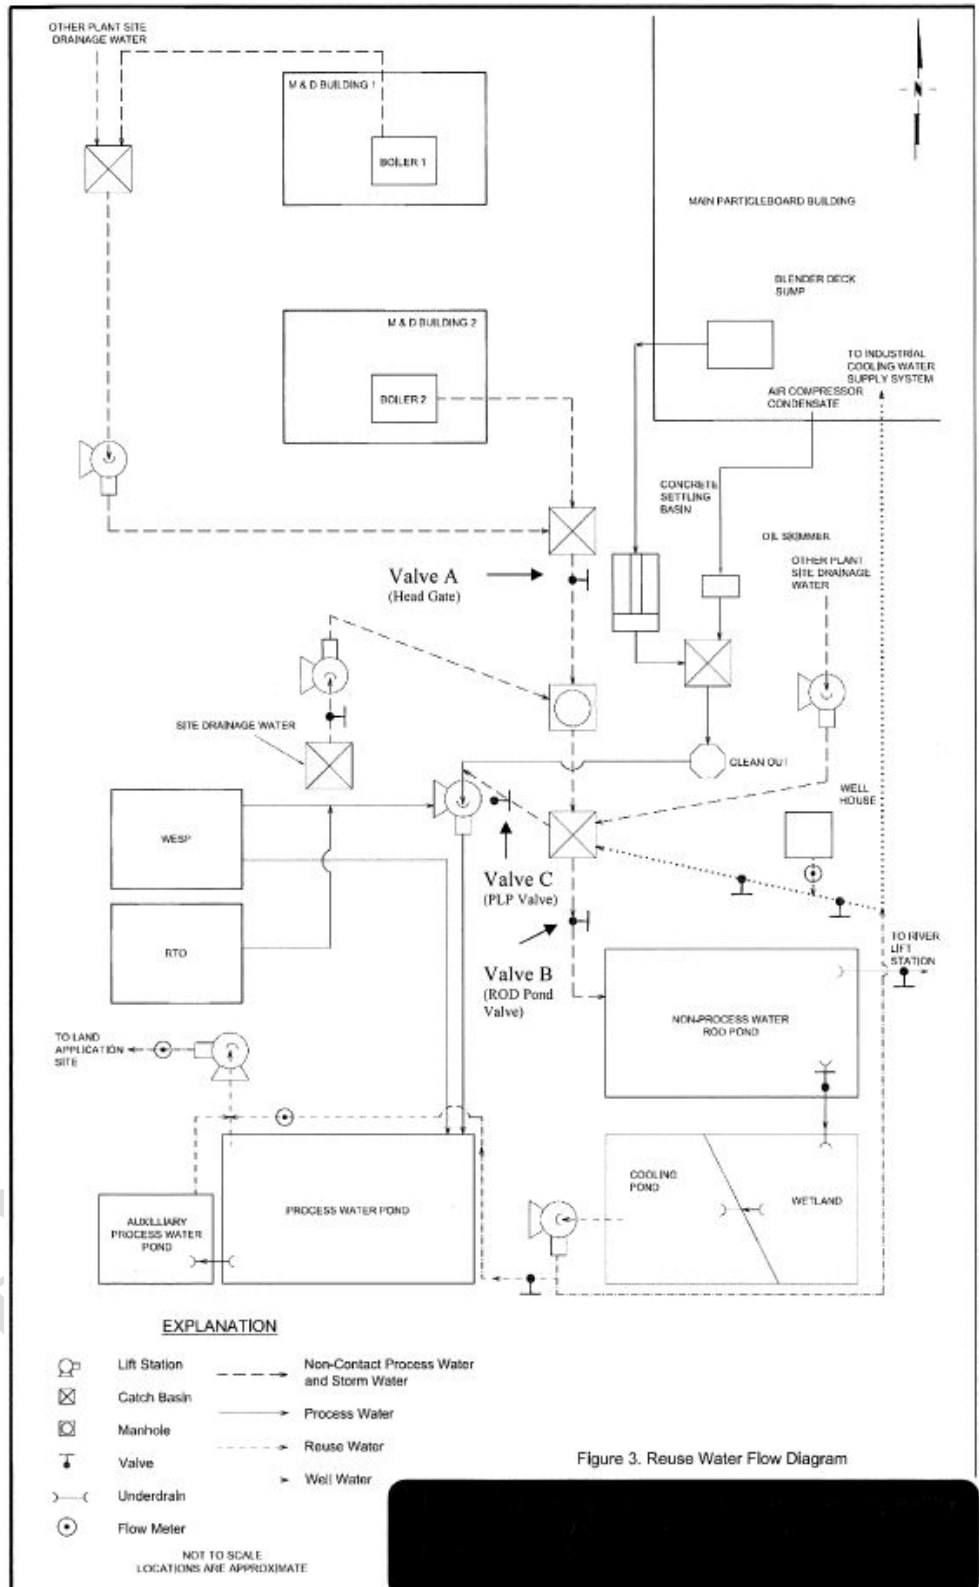 OTHER PLANT SITE
DRAINAGE WATER
M & D BUILDING 1
BOILER 1
N
MAIN PARTICLEBOARD BUILDING
BLENDER DECK
SUMP
M & D BUILDING 2
BOILER 2
TO INDUSTRIAL
COOLING WATER
SUPPLY SYSTEM
AIR COMPRESSOR
CONDENSATE
CONCRETE
SETTLING
BASIN
OIL SKIMMER
OTHER PLANT
SITE DRAINAGE
WATER
Valve A
(Head Gate)
SITE DRAINAGE WATER
CLEAN OUT
WELL
HOUSE
WESP
Valve C
(PLP Valve)
RTO
Valve B
(ROD Pond
Valve)
TO RIVER
LIFT
STATION
NON-PROCESS WATER
ROD POND
TO LAND
APPLICATION
SITE
COOLING
POND
WETLAND
AUXILLIARY
PROCESS WATER
POND
PROCESS WATER POND
EXPLANATION
Lift Station
Catch Basin
Manhole
Valve
Underdrain
Flow Meter
Non-Contact Process Water
and Storm Water
Process Water
Reuse Water
Well Water
NOT TO SCALE
LOCATIONS ARE APPROXIMATE
Figure 3. Reuse Water Flow Diagram